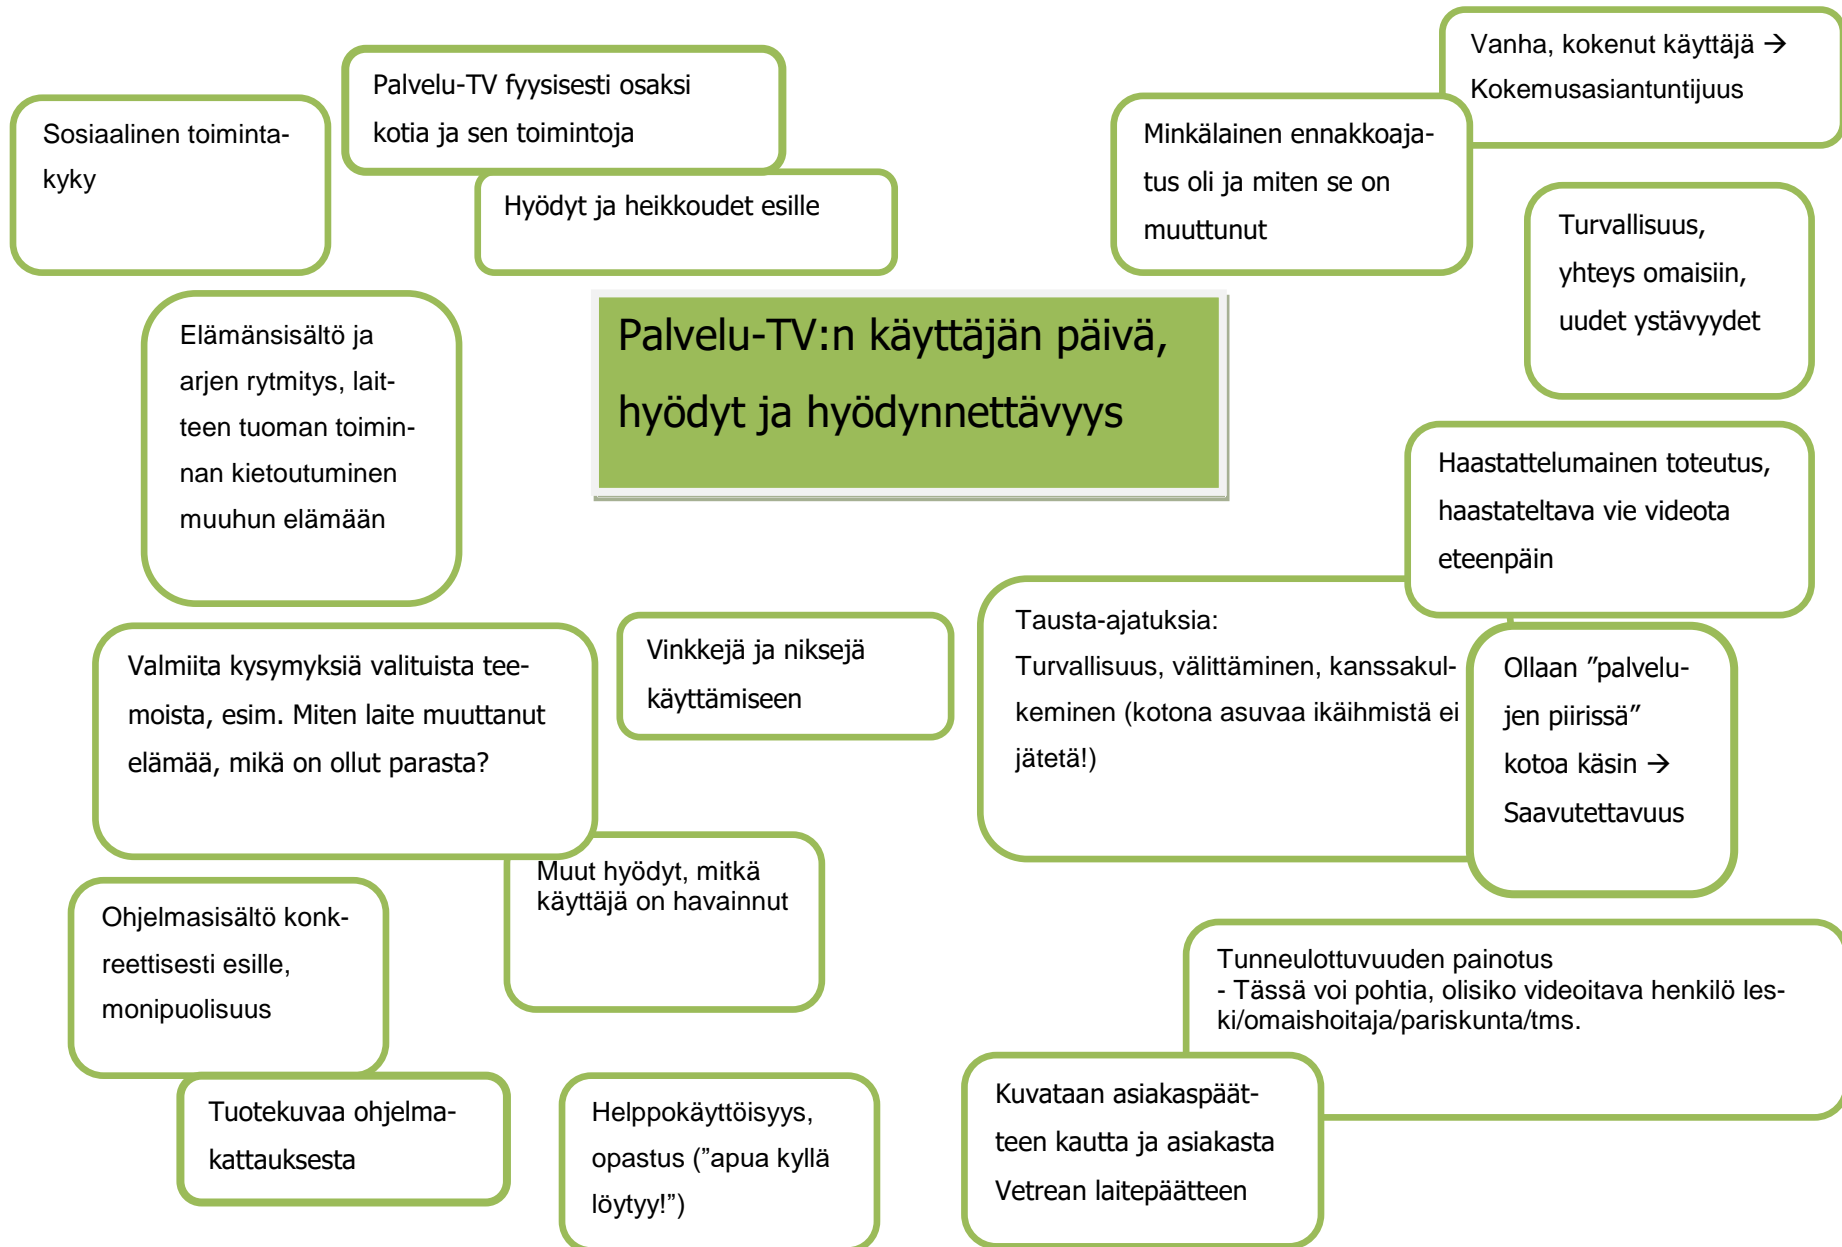 Vanha, kokenut käyttäjä →
Kokemusasiantuntijuus
Palvelu-TV fyysisesti osaksi
kotia ja sen toimintoja
Sosiaalinen toiminta-
kyky
Minkälainen ennakkoaja-
tus oli ja miten se on
muuttunut
Hyödyt ja heikkoudet esille
Turvallisuus,
yhteys omaisiin,
uudet ystävyydet
Palvelu-TV:n käyttäjän päivä,
hyödyt ja hyödynnettävyys
Elämänsisältö ja
arjen rytmitys, lait-
teen tuoman toimin-
nan kietoutuminen
muuhun elämään
Haastattelumainen toteutus,
haastateltava vie videota
eteenpäin
Valmiita kysymyksiä valituista tee-
moista, esim. Miten laite muuttanut
elämää, mikä on ollut parasta?
Vinkkejä ja niksejä
käyttämiseen
Tausta-ajatuksia:
Turvallisuus, välittäminen, kanssakul-
keminen (kotona asuvaa ikäihmistä ei
jätetä!)
Ollaan ”palvelu-
jen piirissä”
kotoa käsin →
Saavutettavuus
Muut hyödyt, mitkä
käyttäjä on havainnut
Ohjelmasisältö konk-
reettisesti esille,
monipuolisuus
Tunneulottuvuuden painotus
- Tässä voi pohtia, olisiko videoitava henkilö les-
ki/omaishoitaja/pariskunta/tms.
Tuotekuvaa ohjelma-
kattauksesta
Helppokäyttöisyys,
opastus (”apua kyllä
löytyy!”)
Kuvataan asiakaspäät-
teen kautta ja asiakasta
Vetrean laitepäätteen